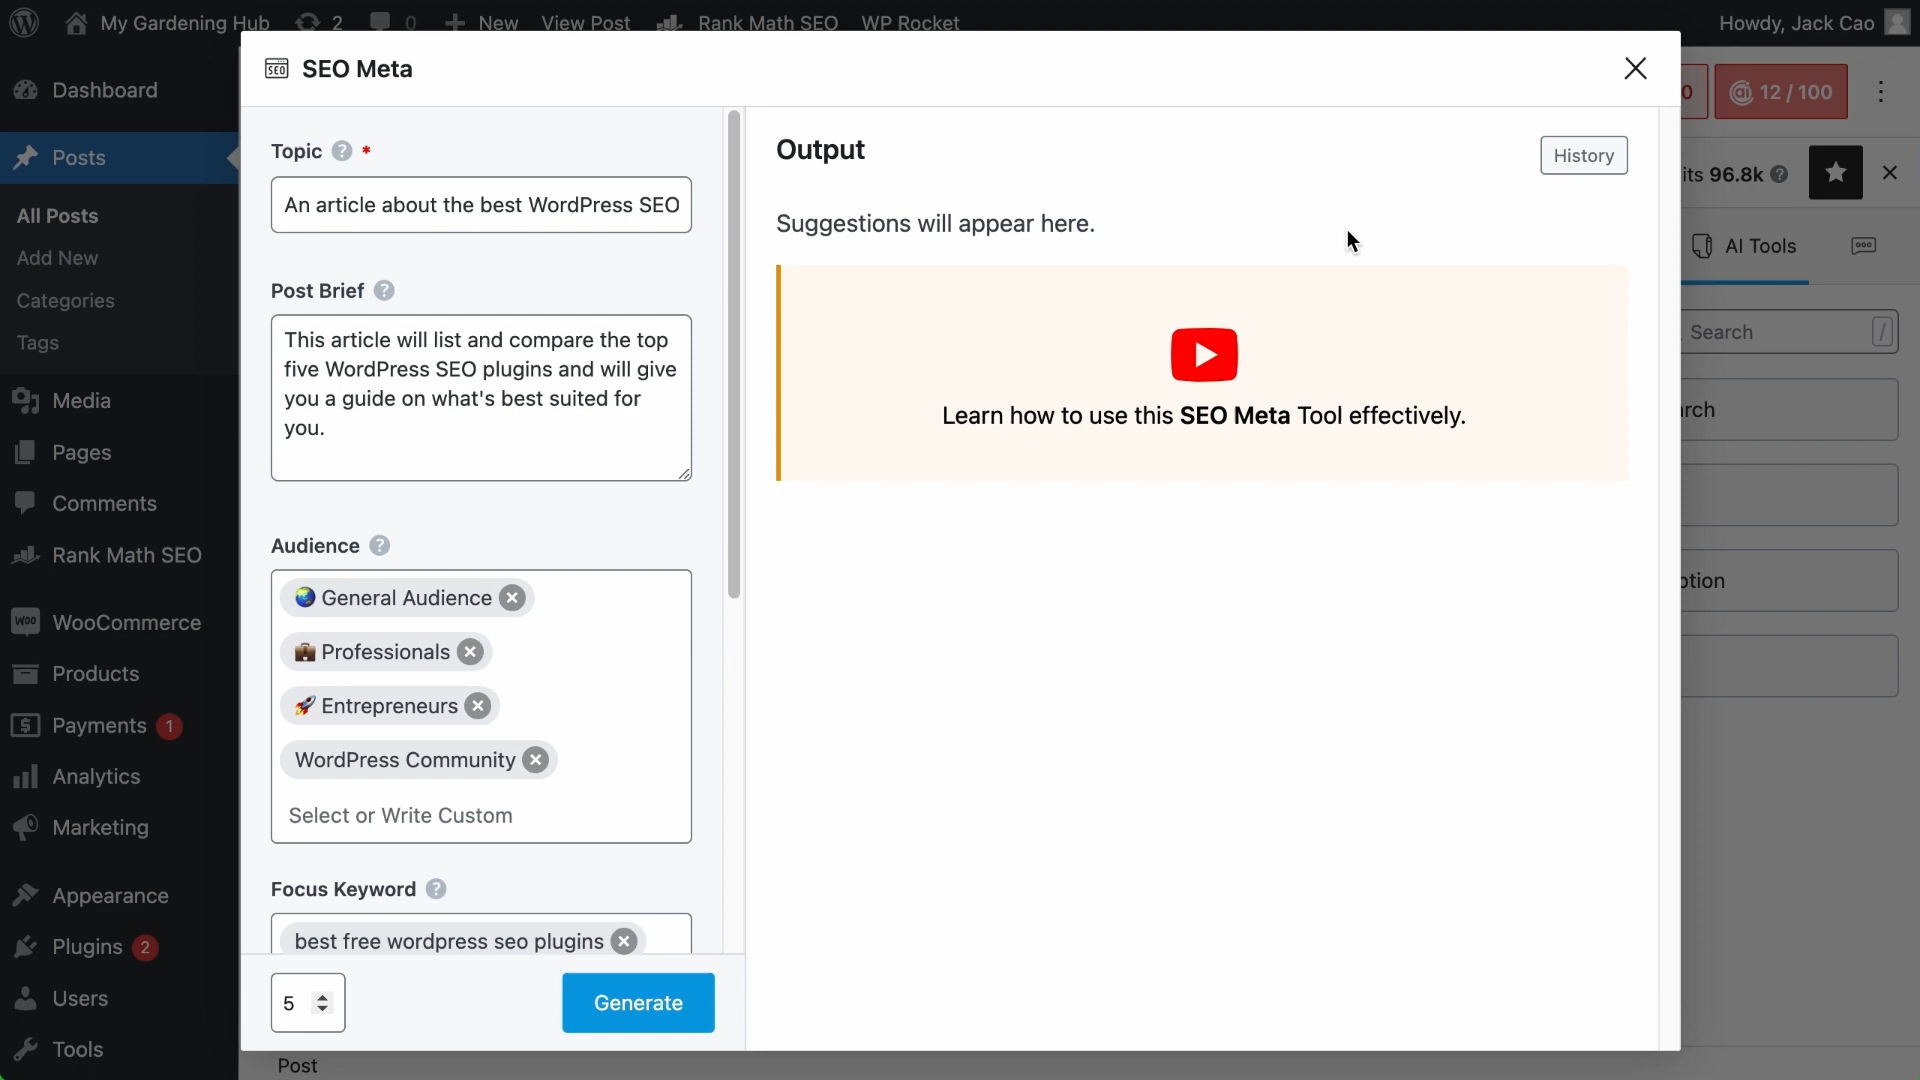 My Gardening Hub 2 0 New View Post Rank Math SEO WP Rocket Howdy, Jack Cao
SEO SEO Meta
Dashboard
Posts
All Posts
Add New
Categories
Tags
Media
Pages
Comments
Rank Math SEO
Woo WooCommerce
Products
Payments 1
Analytics
Marketing
Appearance
Plugins 2
Users
Tools
Topic ? *
An article about the best WordPress SEO
Post Brief ?
This article will list and compare the top
five WordPress SEO plugins and will give
you a guide on what's best suited for
you.
Audience ?
General Audience
Professionals
Entrepreneurs
WordPress Community
Select or Write Custom
Focus Keyword ?
best free wordpress seo plugins
5 Generate
Output
History
Suggestions will appear here.
Learn how to use this SEO Meta Tool effectively.
0 12 / 100
its 96.8k ?
AI Tools
Search /
rch
ption
Post